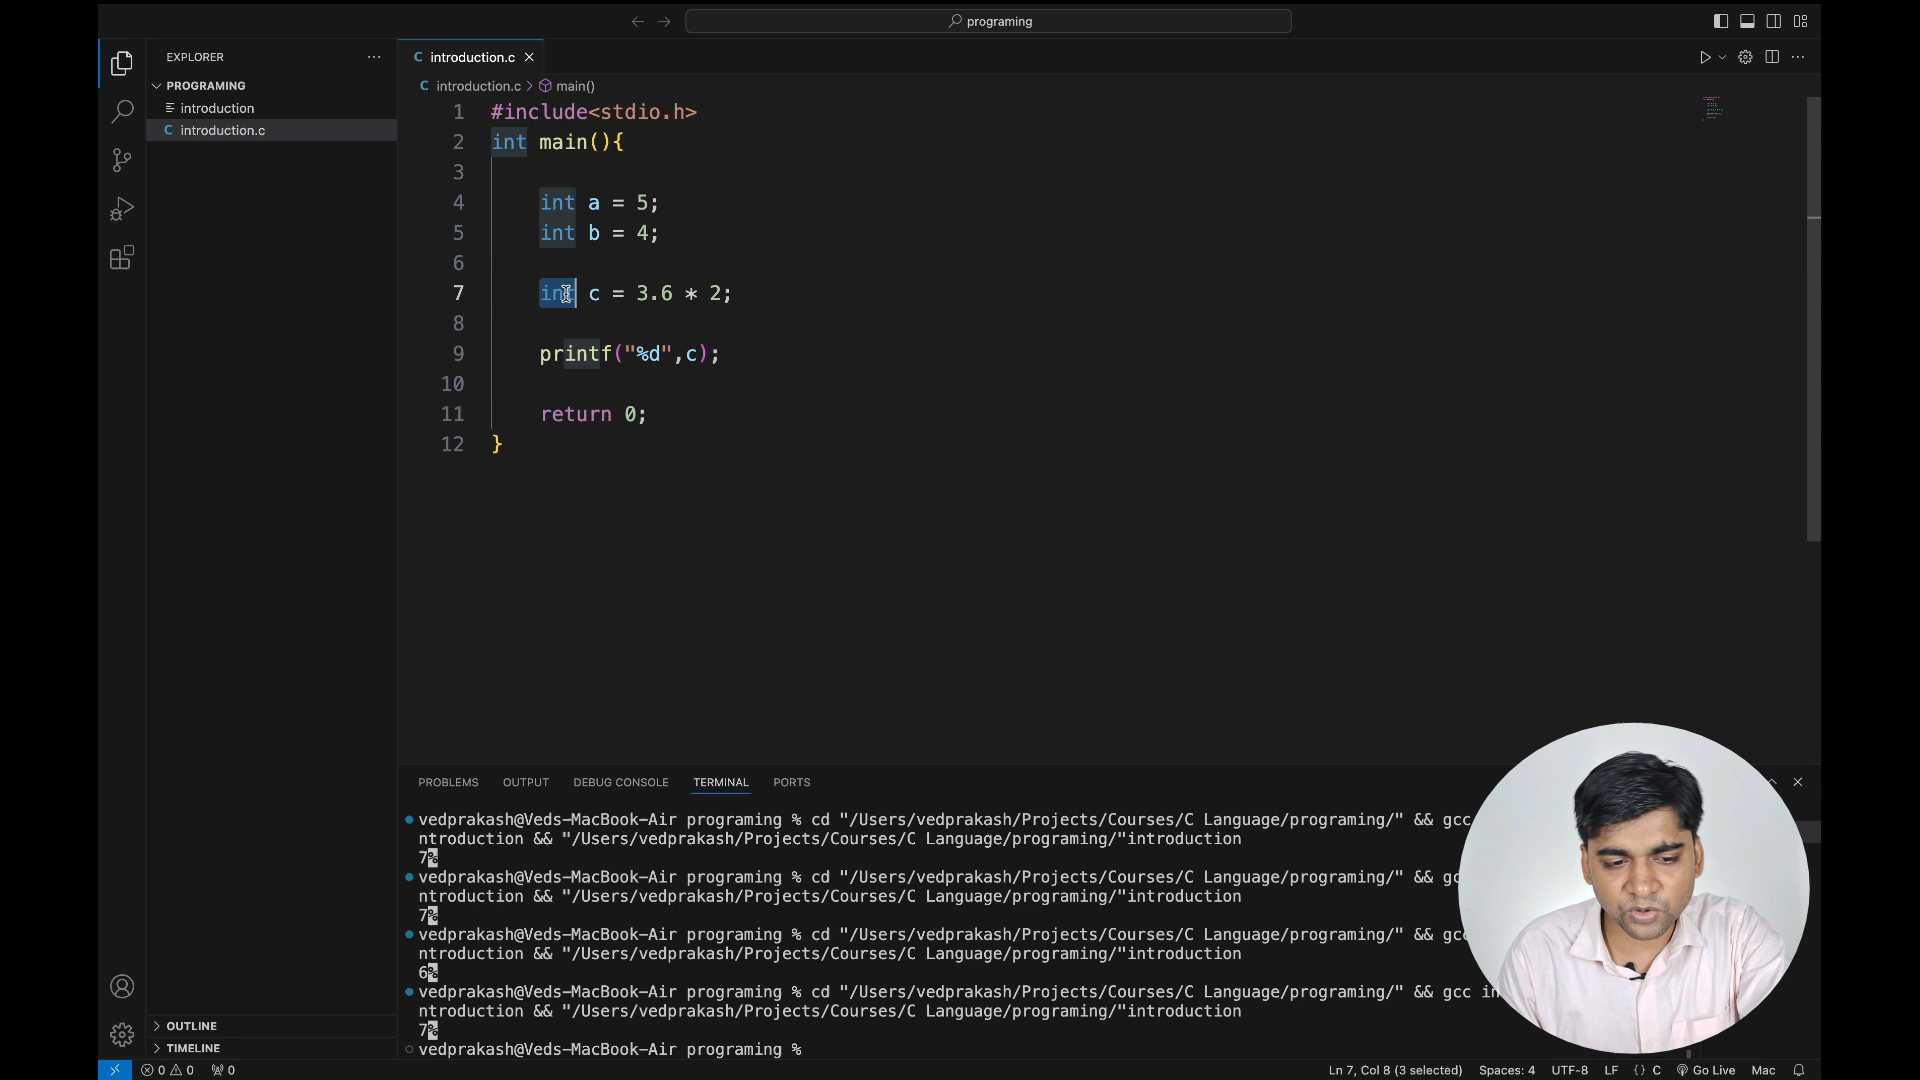 programing
EXPLORER
PROGRAMING
introduction
introduction.c
OUTLINE
TIMELINE
C introduction.c
C introduction.c > main()
1 #include<stdio.h>
2 int main(){
3
4 int a = 5;
5 int b = 4;
6
7 int c = 3.6 * 2;
8
9 printf("%d",c);
10
11 return 0;
12 }
PROBLEMS OUTPUT DEBUG CONSOLE TERMINAL PORTS
vedprakash@Veds-MacBook-Air programing % cd "/Users/vedprakash/Projects/Courses/C Language/programing/" && gcc
ntroduction && "/Users/vedprakash/Projects/Courses/C Language/programing/"introduction
7%
vedprakash@Veds-MacBook-Air programing % cd "/Users/vedprakash/Projects/Courses/C Language/programing/" &&
ntroduction && "/Users/vedprakash/Projects/Courses/C Language/programing/"introduction
7%
vedprakash@Veds-MacBook-Air programing % cd "/Users/vedprakash/Projects/Courses/C Language/programing/" &&
ntroduction && "/Users/vedprakash/Projects/Courses/C Language/programing/"introduction
6%
vedprakash@Veds-MacBook-Air programing % cd "/Users/vedprakash/Projects/Courses/C Language/programing/" && gcc in
ntroduction && "/Users/vedprakash/Projects/Courses/C Language/programing/"introduction
7%
vedprakash@Veds-MacBook-Air programing %
0 0 0 Ln 7, Col 8 (3 selected) Spaces: 4 UTF-8 LF {} C Go Live Mac